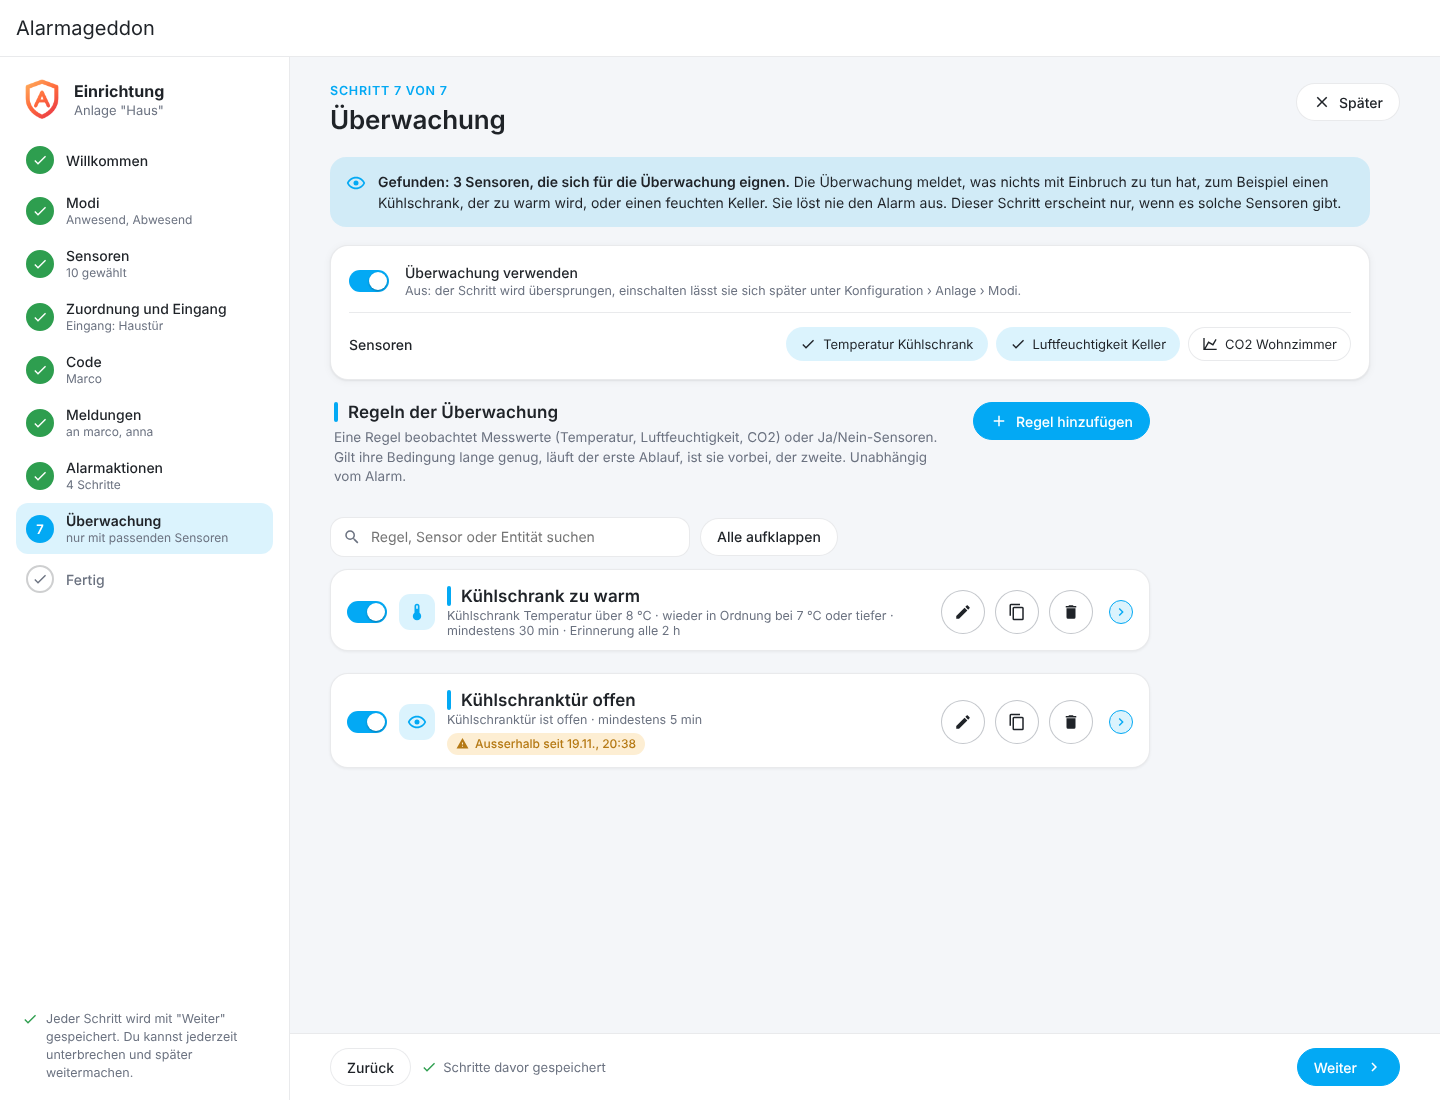 Alarmageddon
Einrichtung
Anlage "Haus"
Willkommen
Modi
Anwesend, Abwesend
Sensoren
10 gewählt
Zuordnung und Eingang
Eingang: Haustür
Code
Marco
Meldungen
an marco, anna
Alarmaktionen
4 Schritte
7
Überwachung
nur mit passenden Sensoren
Fertig
Jeder Schritt wird mit "Weiter"
gespeichert. Du kannst jederzeit
unterbrechen und später
weitermachen.
SCHRITT 7 VON 7
Überwachung
Später
Gefunden: 3 Sensoren, die sich für die Überwachung eignen. Die Überwachung meldet, was nichts mit Einbruch zu tun hat, zum Beispiel einen
Kühlschrank, der zu warm wird, oder einen feuchten Keller. Sie löst nie den Alarm aus. Dieser Schritt erscheint nur, wenn es solche Sensoren gibt.
Überwachung verwenden
Aus: der Schritt wird übersprungen, einschalten lässt sie sich später unter Konfiguration › Anlage › Modi.
Sensoren
Temperatur Kühlschrank
Luftfeuchtigkeit Keller
CO2 Wohnzimmer
Regeln der Überwachung
Eine Regel beobachtet Messwerte (Temperatur, Luftfeuchtigkeit, CO2) oder Ja/Nein-Sensoren.
Gilt ihre Bedingung lange genug, läuft der erste Ablauf, ist sie vorbei, der zweite. Unabhängig
vom Alarm.
Regel hinzufügen
Regel, Sensor oder Entität suchen
Alle aufklappen
Kühlschrank zu warm
Kühlschrank Temperatur über 8 °C · wieder in Ordnung bei 7 °C oder tiefer ·
mindestens 30 min · Erinnerung alle 2 h
Kühlschranktür offen
Kühlschranktür ist offen · mindestens 5 min
Ausserhalb seit 19.11., 20:38
Zurück
Schritte davor gespeichert
Weiter